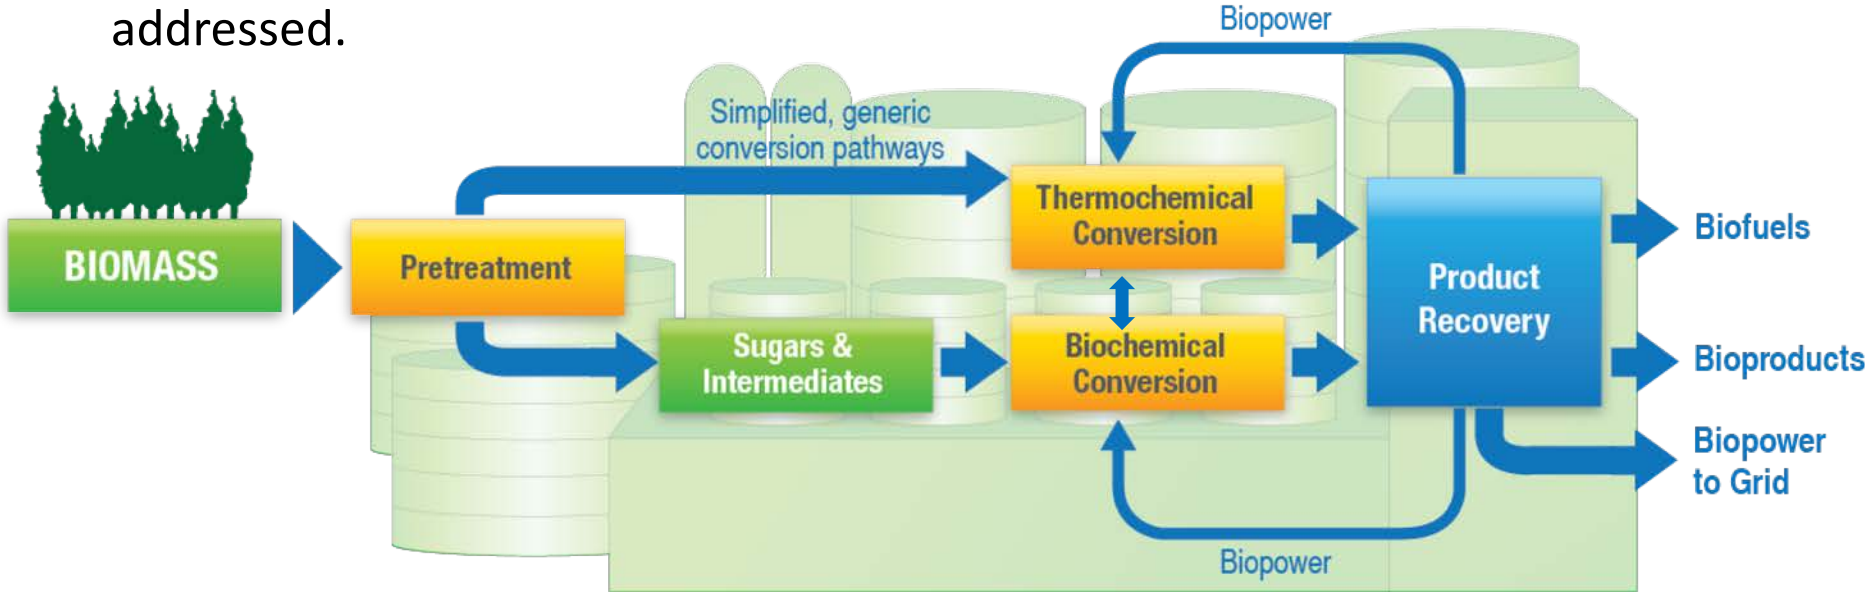 addressed.
Biopower
Simplified, generic
conversion pathways
BIOMASS
Pretreatment
Thermochemical
Conversion
Sugars &
Intermediates
Biochemical
Conversion
Product
Recovery
Biofuels
Bioproducts
Biopower
to Grid
Biopower